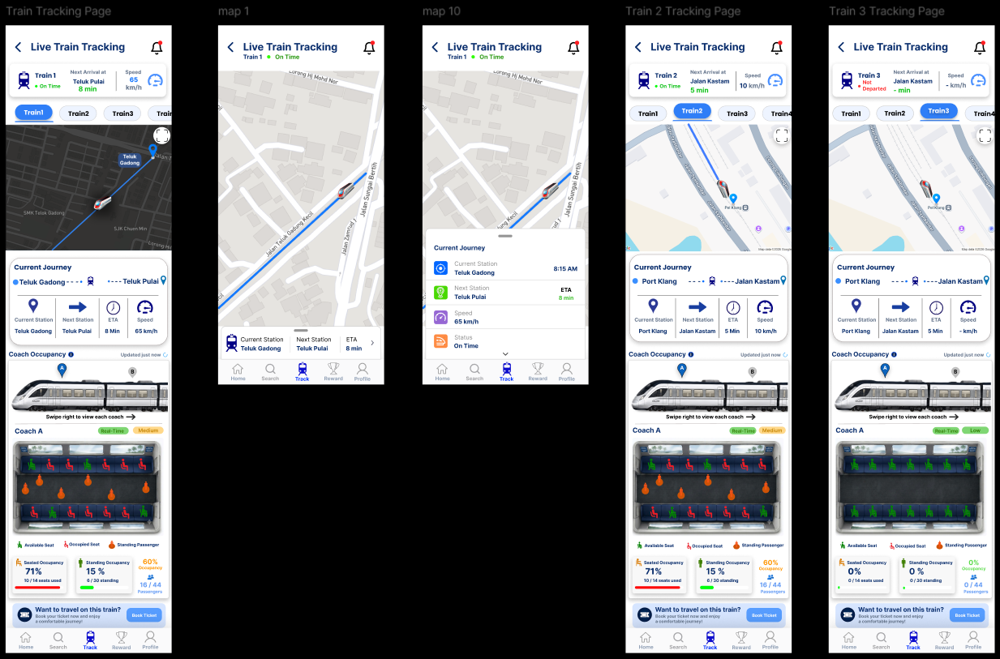 Train Tracking Page
Live Train Tracking
Train 1
On Time
Next Arrival at
Teluk Pulai
8 min
Speed
65
km/h
Train1
Train2
Train3
Train
Teluk
Gadong
Jalan T
SMK Teluk Gadong
SJK Chuen Min
Lorong Hj
Current Journey
Teluk Gadong
Teluk Pulai
Current Station
Next Station
ETA
Speed
Teluk Gadong
Teluk Pulai
8 Min
65 km/h
Coach Occupancy
Updated just now
A
B
Swipe right to view each coach
Coach A
Real-Time
Medium
Available Seat
Occupied Seat
Standing Passenger
Seated Occupancy
71%
10 / 14 seats used
Standing Occupancy
15 %
60%
Occupancy
16 / 44
Passengers
Want to travel on this train?
Book your ticket now and enjoy
a comfortable journey!
Book Ticket
Home
Search
Track
Reward
Profile
map 1
Live Train Tracking
Train 1
On Time
Lorong Hj Mohd Nor
Jalan Sungai Bertih
Jalan Teluk Gadung Kecil
Jalan Zemrud
Current Station
Teluk Gadong
Next Station
Teluk Pulai
ETA
8 min
Home
Search
Track
Reward
Profile
map 10
Live Train Tracking
Train 1
On Time
Lorong Hj Mohd Nor
Jalan Sungai Bertih
Current Journey
Current Station
Teluk Gadong
8:15 AM
Next Station
Teluk Pulai
ETA
8 min
Speed
65 km/h
Status
On Time
Home
Search
Track
Reward
Profile
Train 2 Tracking Page
Live Train Tracking
Train 2
On Time
Next Arrival at
Jalan Kastam
5 min
Speed
10 km/h
Train1
Train2
Train3
Train4
Pel Klang
Map data ©2026 Google
Current Journey
Port Klang
Jalan Kastam
Current Station
Next Station
ETA
Speed
Port Klang
Jalan Kastam
5 Min
10 km/h
Coach Occupancy
Updated just now
A
B
Swipe right to view each coach
Coach A
Real-Time
Medium
Available Seat
Occupied Seat
Standing Passenger
Seated Occupancy
71%
10 / 14 seats used
Standing Occupancy
15 %
6 / 30 standing
60%
Occupancy
16 / 44
Passengers
Want to travel on this train?
Book your ticket now and enjoy
a comfortable journey!
Book Ticket
Home
Search
Track
Reward
Profile
Train 3 Tracking Page
Live Train Tracking
Train 3
Not
Departed
Next Arrival at
Jalan Kastam
- min
Speed
- km/h
Train1
Train2
Train3
Train4
Pel Klang
Map data ©2026 Google
Current Journey
Port Klang
Jalan Kastam
Current Station
Next Station
ETA
Speed
Port Klang
Jalan Kastam
5 Min
- km/h
Coach Occupancy
Updated just now
A
B
Swipe right to view each coach
Coach A
Real-Time
Low
Available Seat
Occupied Seat
Standing Passenger
Seated Occupancy
0%
0 / 14 seats used
Standing Occupancy
0 %
0 / 30 standing
0%
Occupancy
0 / 44
Passengers
Want to travel on this train?
Book your ticket now and enjoy
a comfortable journey!
Book Ticket
Home
Search
Track
Reward
Profile